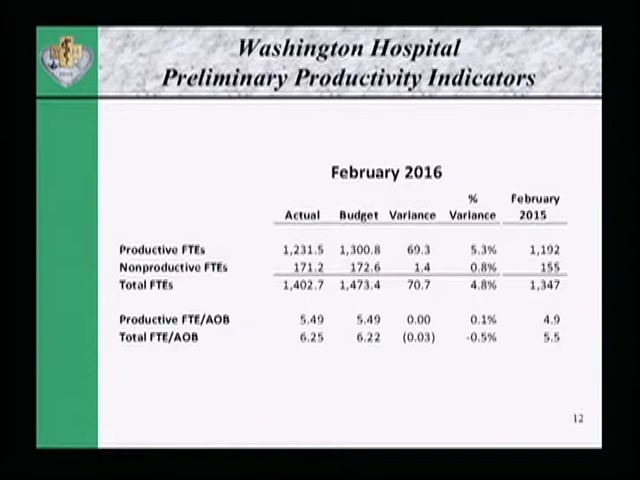 Washington Hospital
Preliminary Productivity Indicators
February 2016
% February
Actual Budget Variance Variance 2015
Productive FTEs 1,231.5 1,300.8 69.3 5.3% 1,192
Nonproductive FTEs 171.2 172.6 1.4 0.8% 155
Total FTEs 1,402.7 1,473.4 70.7 4.8% 1,347
Productive FTE/AOB 5.49 5.49 0.00 0.1% 4.9
Total FTE/AOB 6.25 6.22 (0.03) -0.5% 5.5
12